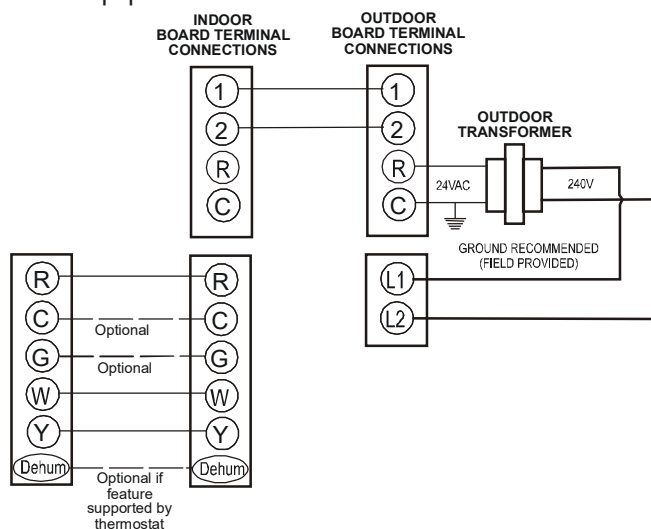 INDOOR
BOARD TERMINAL
CONNECTIONS
OUTDOOR
BOARD TERMINAL
CONNECTIONS
1
2
R
C
1
2
R
C
OUTDOOR
TRANSFORMER
24VAC
240V
GROUND RECOMMENDED
(FIELD PROVIDED)
L1
L2
R
C
G
W
Y
Dehum
Optional
Optional
Optional if
feature
supported by
thermostat
R
C
G
W
Y
Dehum